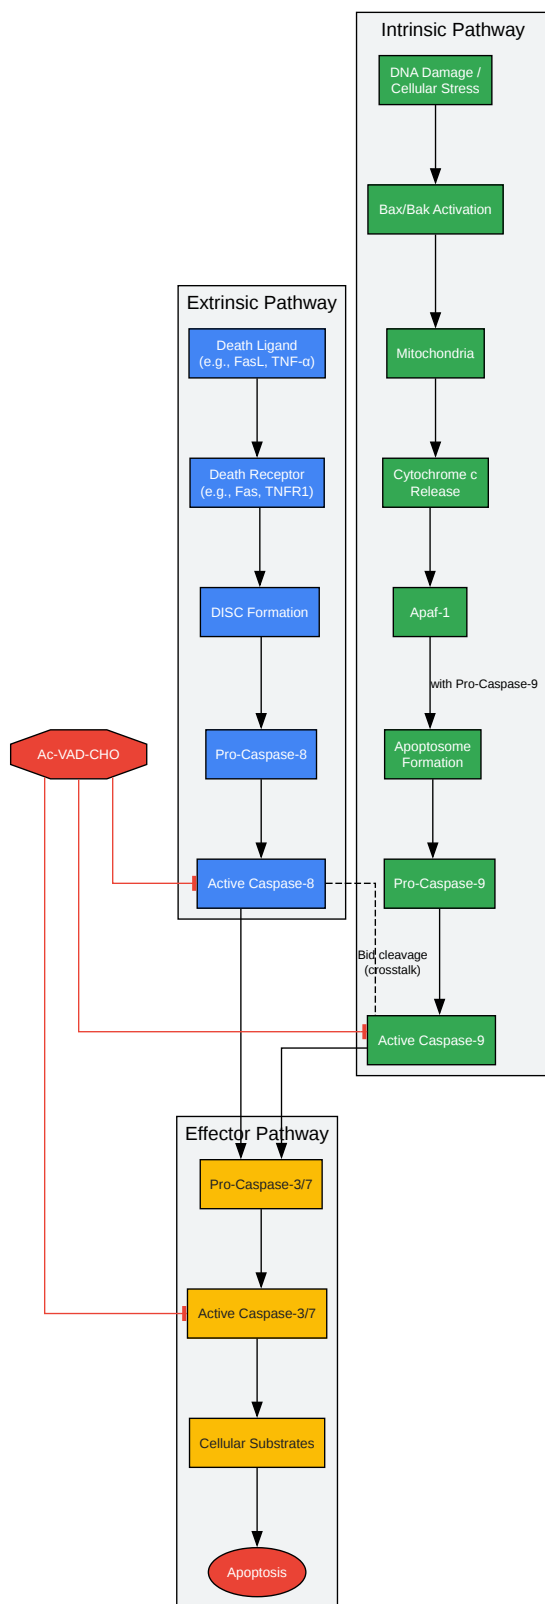 Intrinsic Pathway
DNA Damage /
Cellular Stress
Bax/Bak Activation
Mitochondria
Cytochrome c
Release
Apaf-1
with Pro-Caspase-9
Apoptosome
Formation
Pro-Caspase-9
Active Caspase-9
Extrinsic Pathway
Death Ligand
(e.g., FasL, TNF-α)
Death Receptor
(e.g., Fas, TNFR1)
DISC Formation
Pro-Caspase-8
Active Caspase-8
Bid cleavage
(crosstalk)
Ac-VAD-CHO
Effector Pathway
Pro-Caspase-3/7
Active Caspase-3/7
Cellular Substrates
Apoptosis